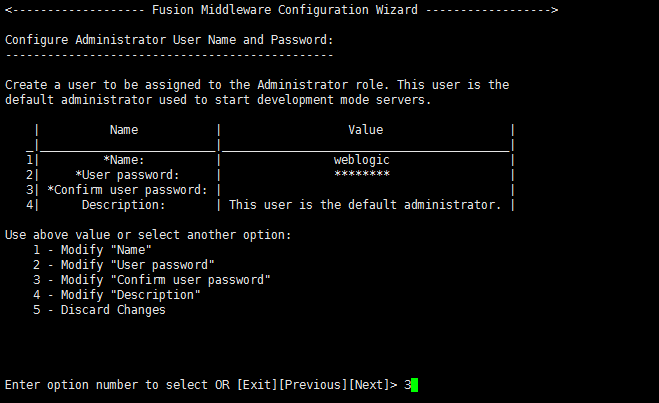 <------------------- Fusion Middleware Configuration Wizard ------------------>
Configure Administrator User Name and Password:
-----------------------------------------------
Create a user to be assigned to the Administrator role. This user is the
default administrator used to start development mode servers.
| Name | Value |
_|_________________________|_________________________________________|
1| *Name: | weblogic |
2| *User password: | ******** |
3| *Confirm user password: | |
4| Description: | This user is the default administrator. |
Use above value or select another option:
1 - Modify "Name"
2 - Modify "User password"
3 - Modify "Confirm user password"
4 - Modify "Description"
5 - Discard Changes
Enter option number to select OR [Exit][Previous][Next]> 3